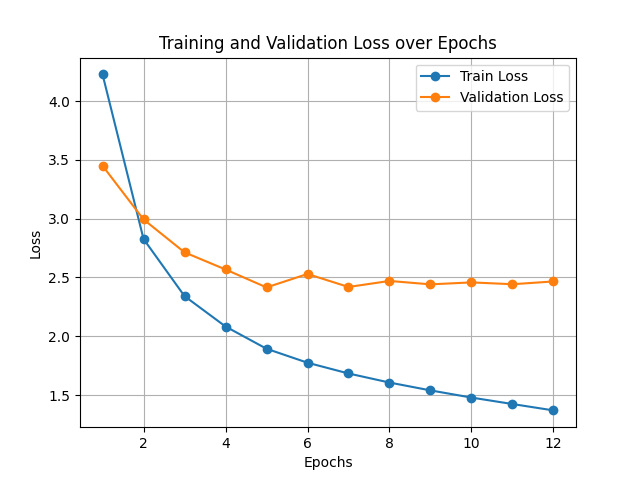 Training and Validation Loss over Epochs
Train Loss
Validation Loss
4.0
3.5
3.0
2.5
2.0
1.5
Loss
2 4 6 8 10 12
Epochs